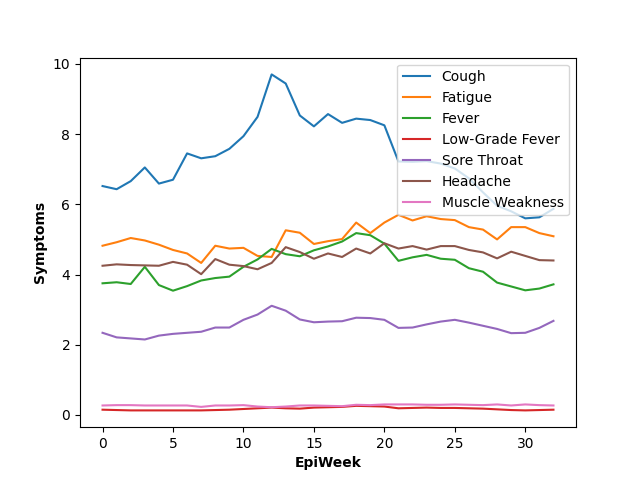 10
8
6
4
2
0
Symptoms
Cough
Fatigue
Fever
Low-Grade Fever
Sore Throat
Headache
Muscle Weakness
0 5 10 15 20 25 30
EpiWeek